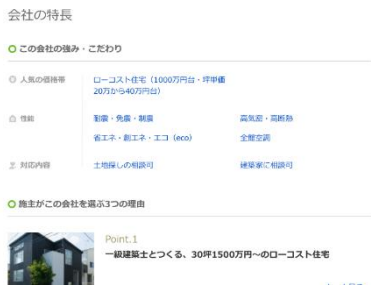 会社の特長
この会社の強み・こだわり
人気の価格帯
ローコスト住宅（1000万円台・坪単価
20万から40万円台）
性能
耐震・免震・制震
高気密・高断熱
省エネ・創エネ・エコ（eco）
全館空調
対応内容
土地探しの相談可
建築家に相談可
施主がこの会社を選ぶ3つの理由
Point.1
一級建築士とつくる、30坪1500万円～のローコスト住宅